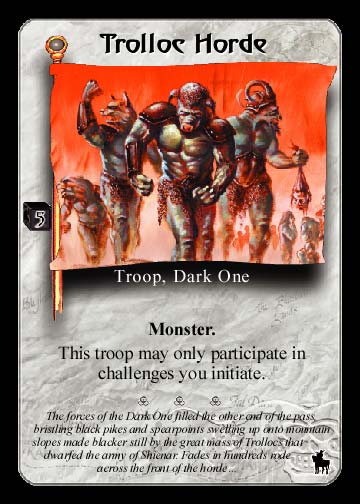 Trolloc Horde
5
Troop, Dark One
Monster.
This troop may only participate in
challenges you initiate.
The forces of the Dark One filled the other end of the pass,
bristling black pikes and spearpoints swelling up onto mountain
slopes made blacker still by the great mass of Trollocs that
dwarfed the army of Shienar. Fades in hundreds rode
across the front of the horde...